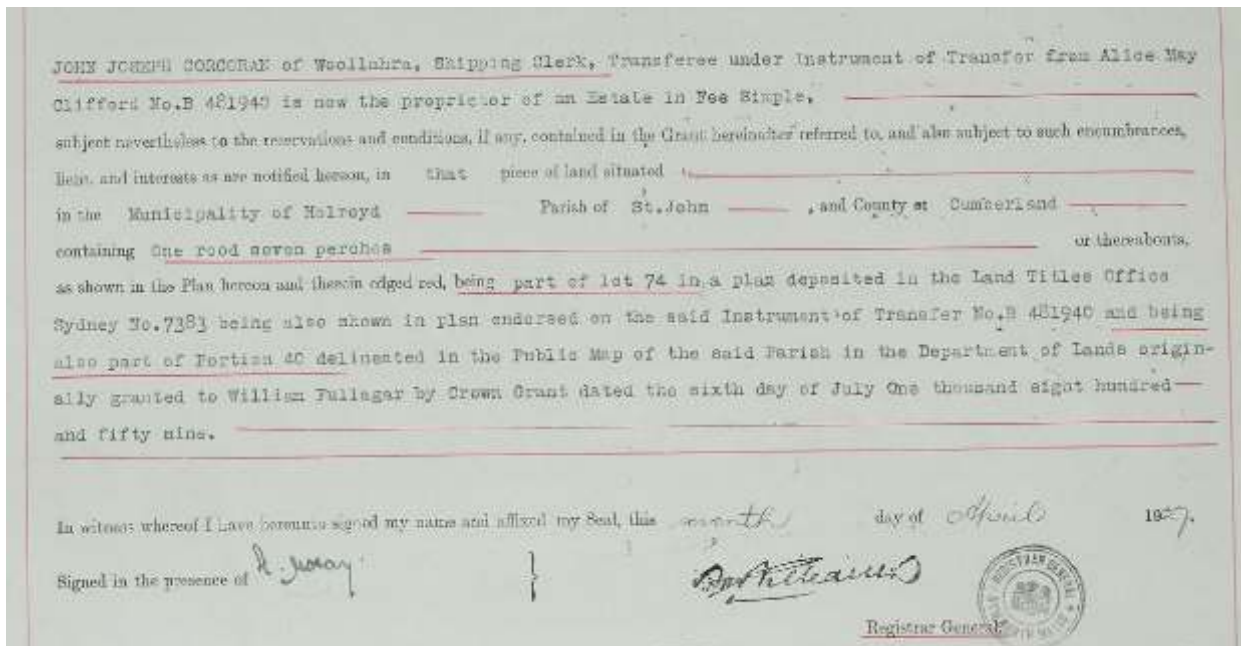 JOHN JOSEPH CORCORAN of Woollahra, Shipping Clerk, Transferee under Instrument of Transfer from Alice May
Clifford No.B 481940 is now the proprietor of an Estate in Fee Simple,
subject nevertheless to the reservations and conditions, if any, contained in the Grant hereinafter referred to, and also subject to such encumbrances,
liens, and interests as are notified hereon, in that piece of land situated
in the Municipality of Holroyd Parish of St.John , and County of Cumberland
containing One rood seven perches or thereabouts,
as shown in the Plan hereon and therein edged red, being part of lot 74 in a plan deposited in the Land Titles Office
Sydney No.7383 being also shown in plan endorsed on the said Instrument of Transfer No.B 481940 and being
also part of Portion 40 delineated in the Public Map of the said Parish in the Department of Lands origin-
ally granted to William Fullagar by Crown Grant dated the sixth day of July One thousand eight hundred
and fifty nine.
In witness whereof I have hereunto signed my name and affixed my Seal, this day of April 19
Signed in the presence of
Registrar General
REGISTRAR GENERAL